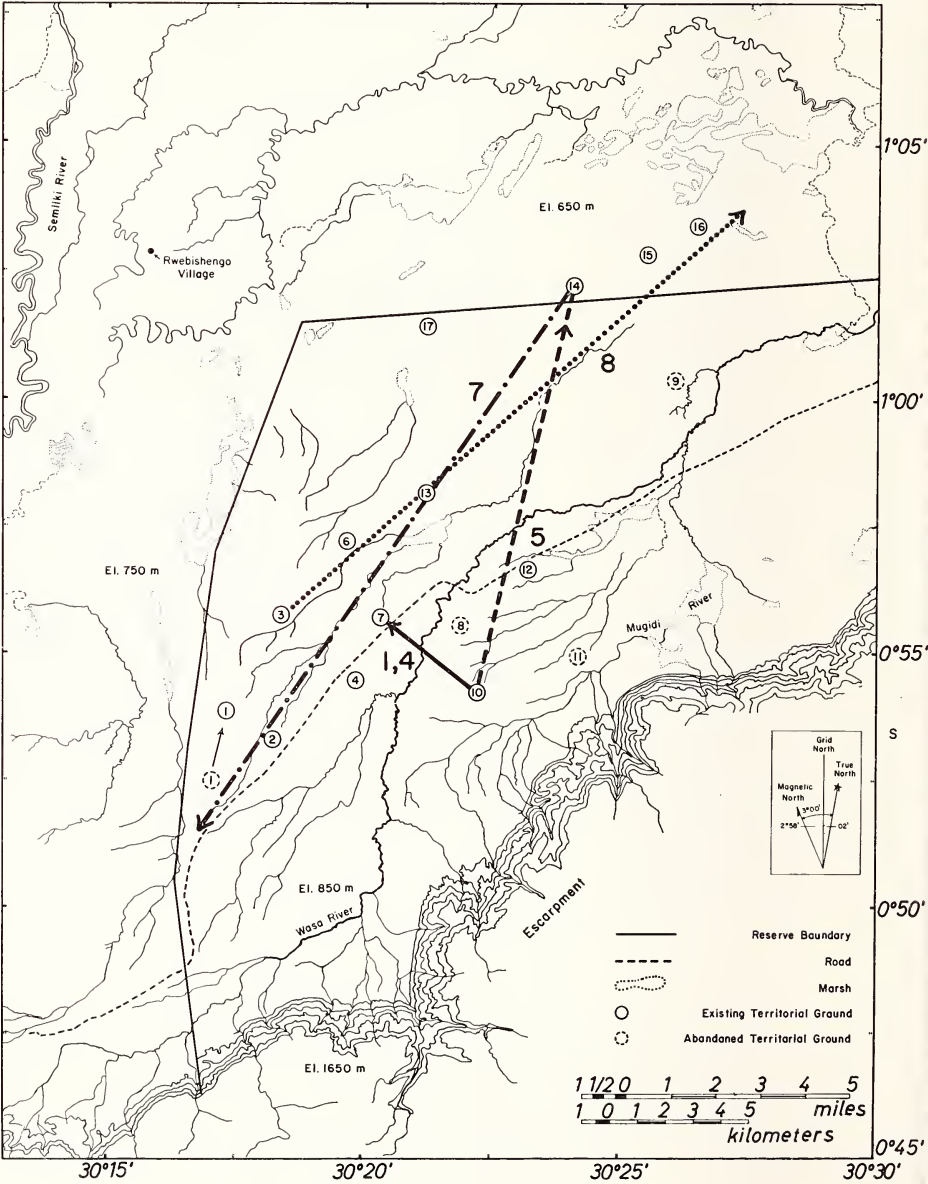 1°05'
Semilki River
El. 650 m
16
15
Rwebishengo
Village
14
17
8
7
9
1°00'
13
6
5
El. 750 m
12
3
7
8
Mugidi River
11
0°55'
1,4
4
10
1
2
S
Grid
North
True
North
Magnetic
North
3°00'
2°58'
02'
1
El. 850 m
Wasa River
Escarpment
0°50'
Reserve Boundary
Road
Marsh
Existing Territorial Ground
Abandaned Territarial Ground
El. 1650 m
1 1/2 0 1 2 3 4 5
miles
1 0 1 2 3 4 5
kilometers
0°45'
30°15' 30°20' 30°25' 30°30'